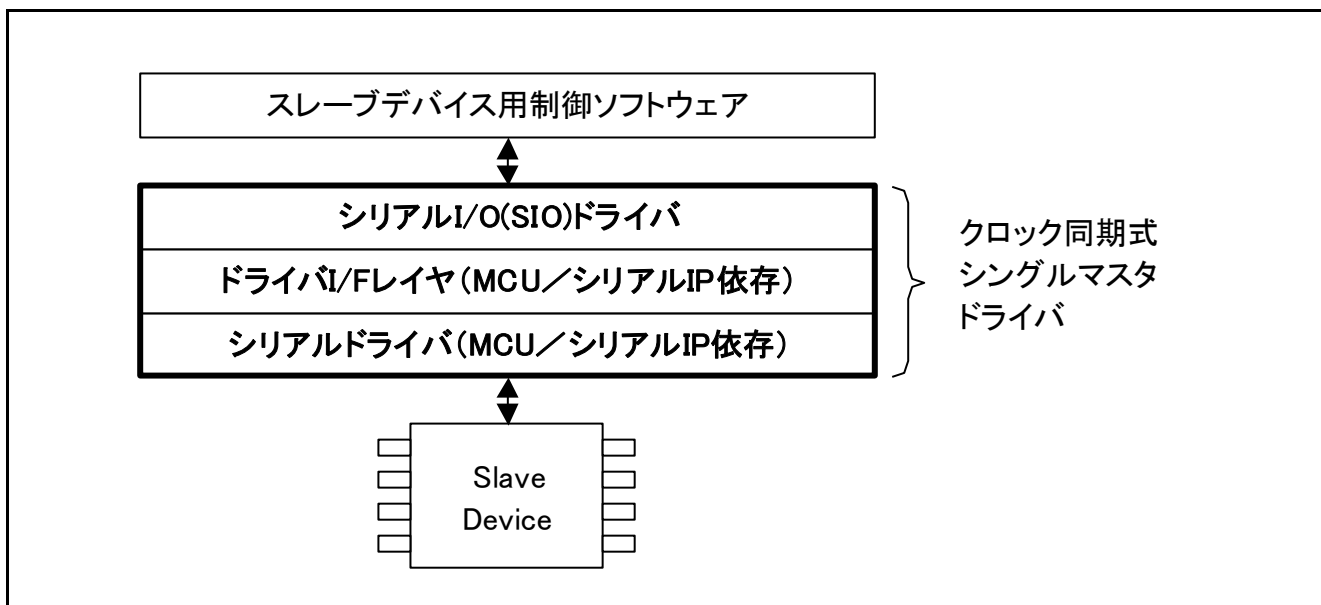 スレーブデバイス用制御ソフトウェア
シリアルI/O(SIO)ドライバ
ドライバI/Fレイヤ(MCU/シリアルIP依存)
シリアルドライバ(MCU/シリアルIP依存)
クロック同期式
シングルマスタ
ドライバ
Slave
Device